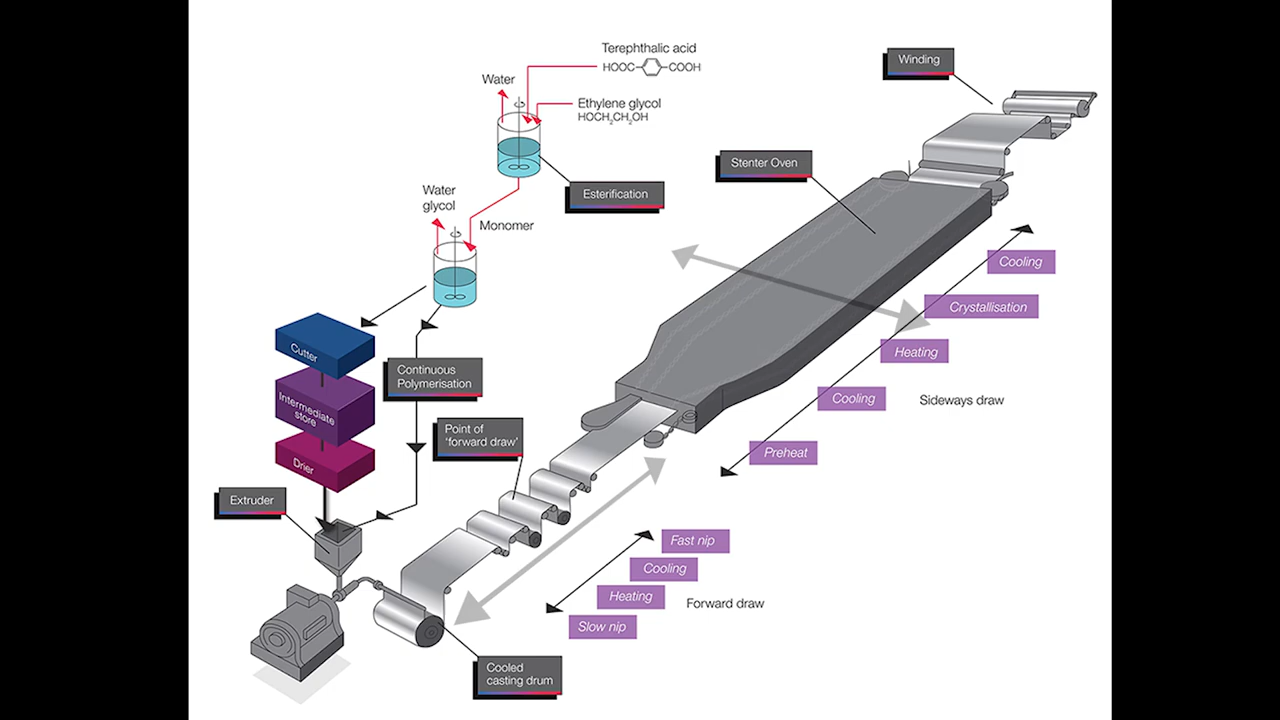 Terephthalic acid
HOOC COOH
Water
Ethylene glycol
HOCH₂CH₂OH
Esterification
Water
glycol
Monomer
Winding
Stenter Oven
Cutter
Intermediate
store
Drier
Continuous
Polymerisation
Point of
‘forward draw’
Extruder
Cooled
casting drum
Cooling
Crystallisation
Heating
Cooling
Sideways draw
Preheat
Fast nip
Cooling
Heating
Forward draw
Slow nip